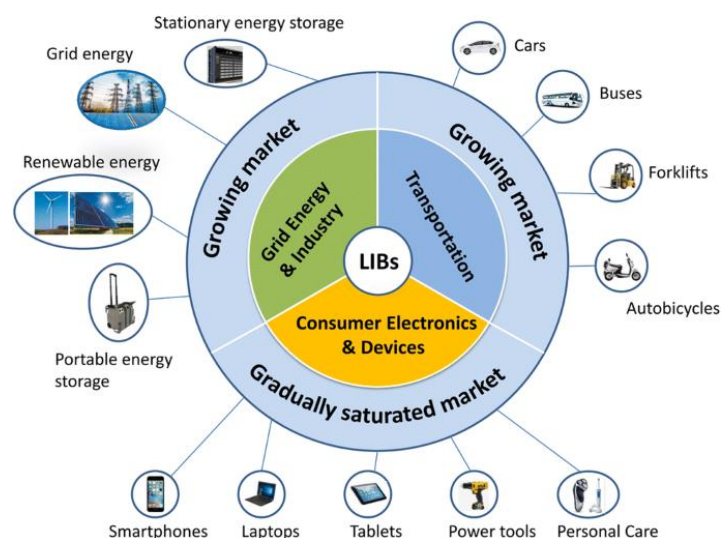 Stationary energy storage
Grid energy
Renewable energy
Portable energy
storage
Cars
Buses
Forklifts
Autobicycles
Growing market
Growing market
Gradually saturated market
Grid Energy
& Industry
Transportation
LIBs
Consumer Electronics
& Devices
Smartphones
Laptops
Tablets
Power tools
Personal Care